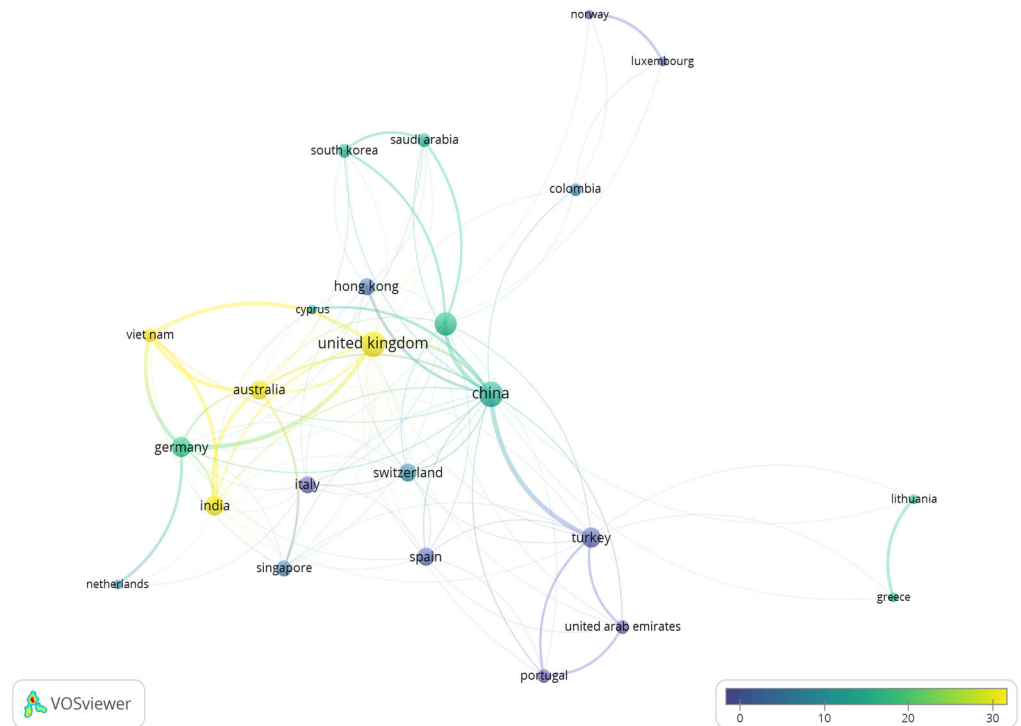 norway
luxembourg
saudi arabia
south korea
colombia
hong kong
cyprus
viet nam
united kingdom
australia
china
germany
switzerland
italy
lithuania
india
turkey
spain
singapore
netherlands
greece
united arab emirates
portugal
VOSviewer
0 10 20 30